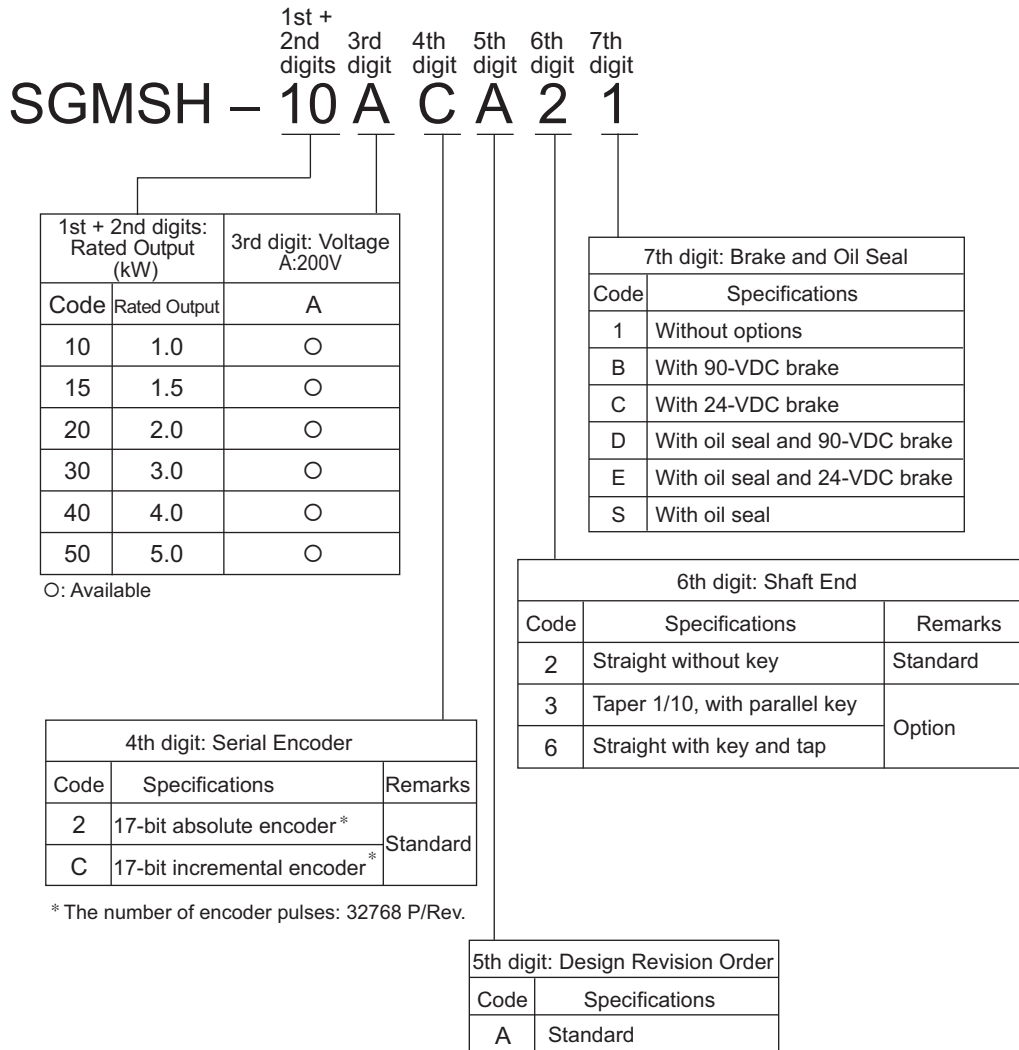 1st +
2nd 3rd 4th 5th 6th 7th
digits digit digit digit digit digit
SGMSH – 10 A C A 2 1
1st + 2nd digits:
Rated Output
(kW)
3rd digit: Voltage
A:200V
Code Rated Output A
10 1.0 ○
15 1.5 ○
20 2.0 ○
30 3.0 ○
40 4.0 ○
50 5.0 ○
○: Available
7th digit: Brake and Oil Seal
Code Specifications
1 Without options
B With 90-VDC brake
C With 24-VDC brake
D With oil seal and 90-VDC brake
E With oil seal and 24-VDC brake
S With oil seal
6th digit: Shaft End
Code Specifications Remarks
2 Straight without key Standard
3 Taper 1/10, with parallel key
Option
6 Straight with key and tap
4th digit: Serial Encoder
Code Specifications Remarks
2 17-bit absolute encoder*
Standard
C 17-bit incremental encoder*
* The number of encoder pulses: 32768 P/Rev.
5th digit: Design Revision Order
Code Specifications
A Standard